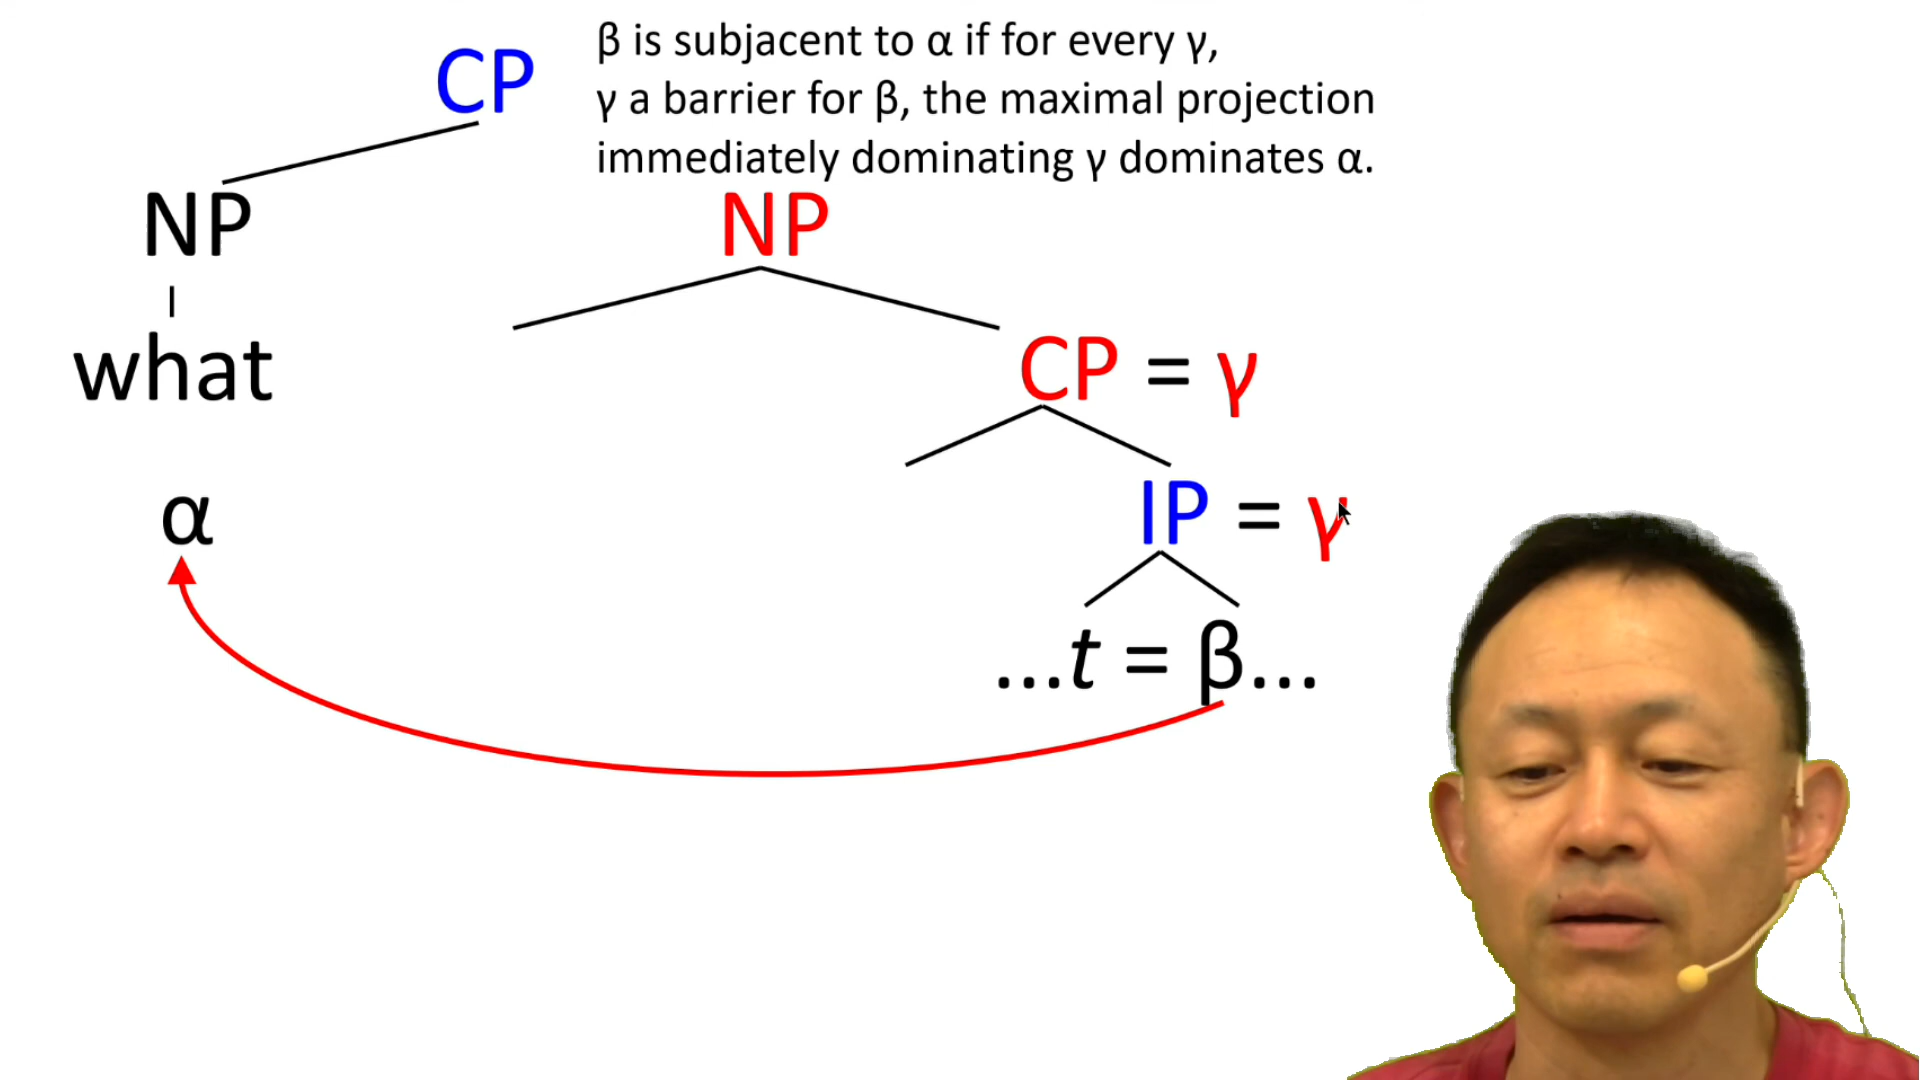 CP
β is subjacent to α if for every γ,
γ a barrier for β, the maximal projection
immediately dominating γ dominates α.
NP
NP
what
CP = γ
α
IP = γ
...t = β...